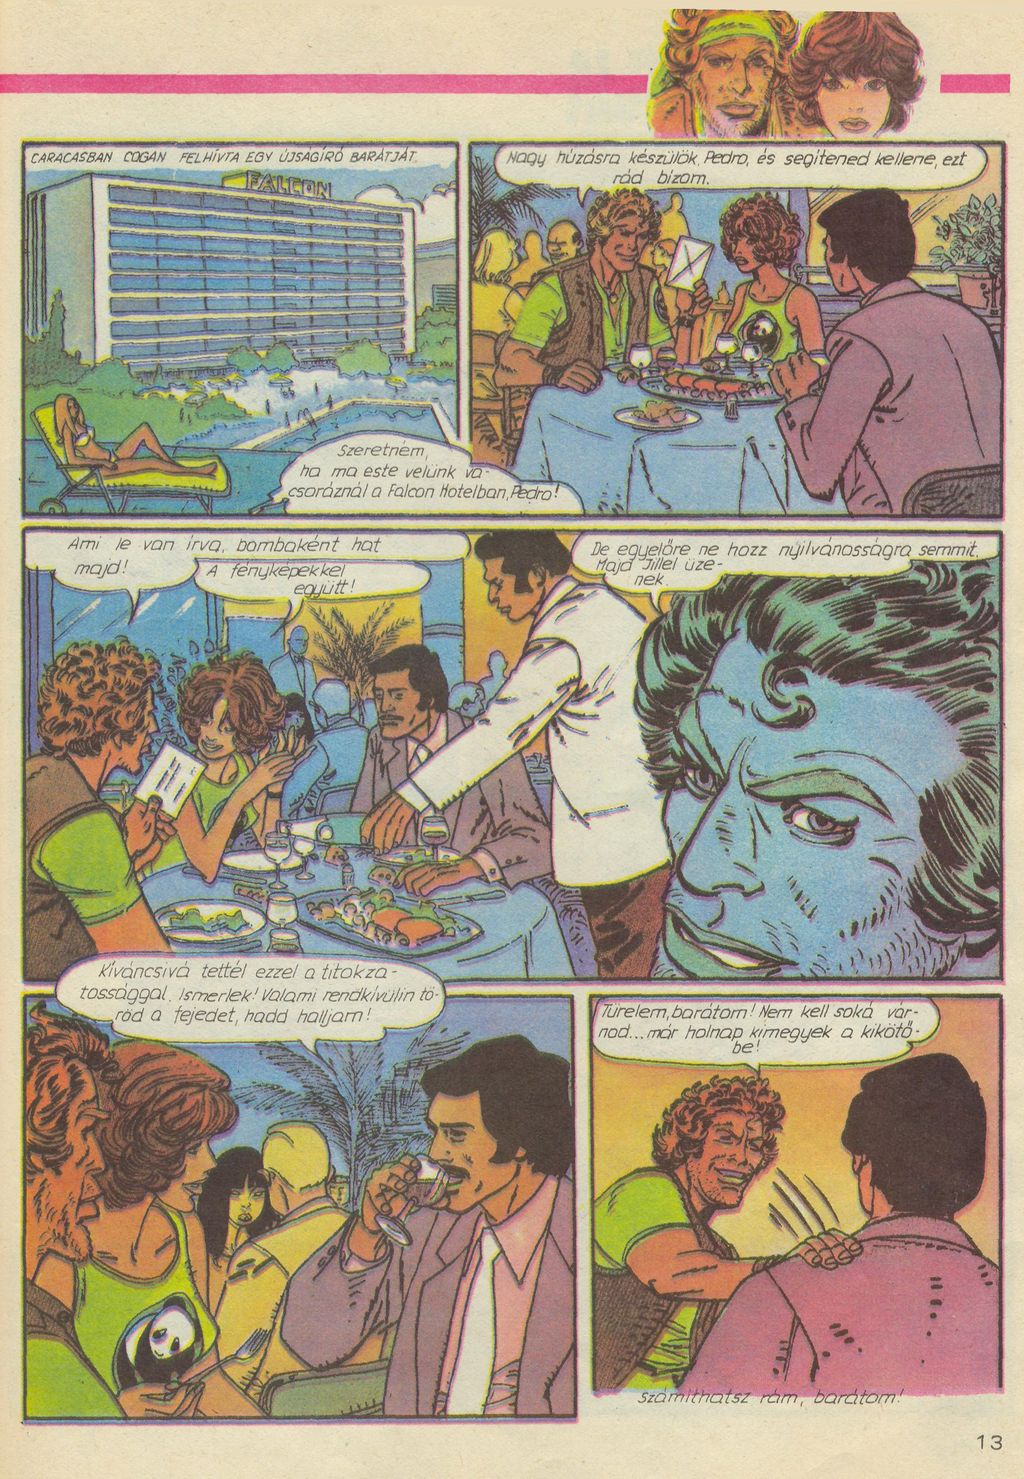 CARACASBAN COGAN FELHÍVTA EGY ÚJSÁGÍRÓ BARÁTJÁT.
FALCON
Szeretném,
ha ma este velünk va-
csoráznál a Falcon Hotelban, Pedro!
Nagy húzásra készülök, Pedro, és segítened kellene, ezt
rád bízom.
Ami le van írva, bombaként hat
majd!
A fényképekkel
együtt!
De egyelőre ne hozz nyilvánosságra semmit.
Majd Jillel üze-
nek.
Kíváncsivá tettél ezzel a titokza-
tossággal. Ismerlek! Valami rendkívülin tö-
röd a fejedet, hadd halljam!
Türelem, barátom! Nem kell soká vár-
nod... már holnap kimegyek a kikötő-
be!
Számíthatsz rám, barátom!
13